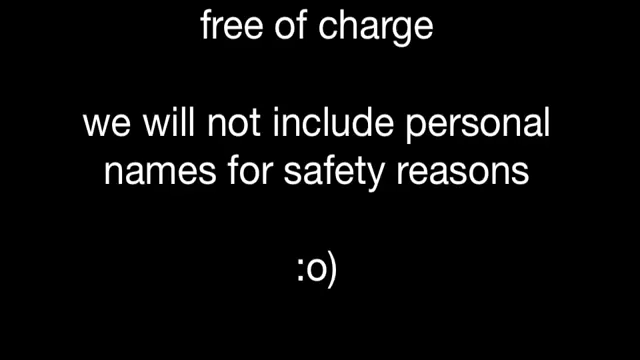 free of charge
we will not include personal
names for safety reasons
:o)